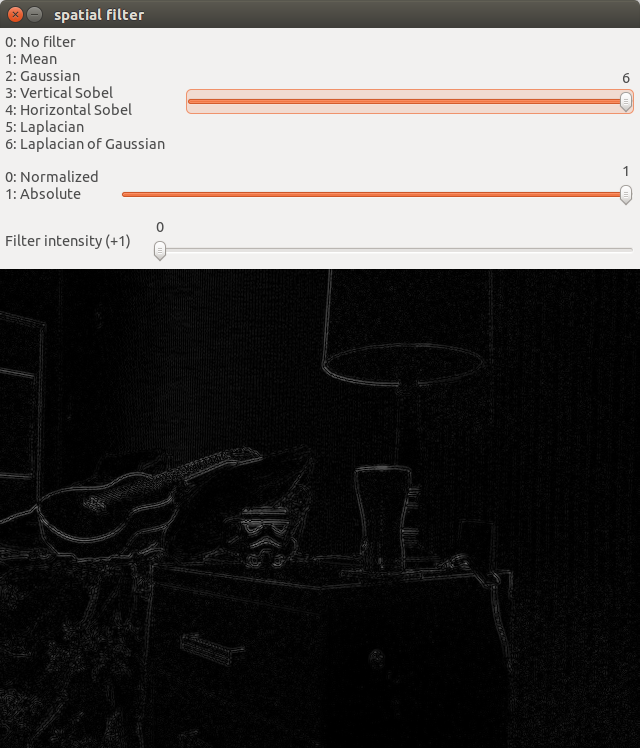 spatial filter
0: No filter
1: Mean
2: Gaussian
3: Vertical Sobel
4: Horizontal Sobel
5: Laplacian
6: Laplacian of Gaussian
6
0: Normalized
1: Absolute
1
Filter intensity (+1)
0